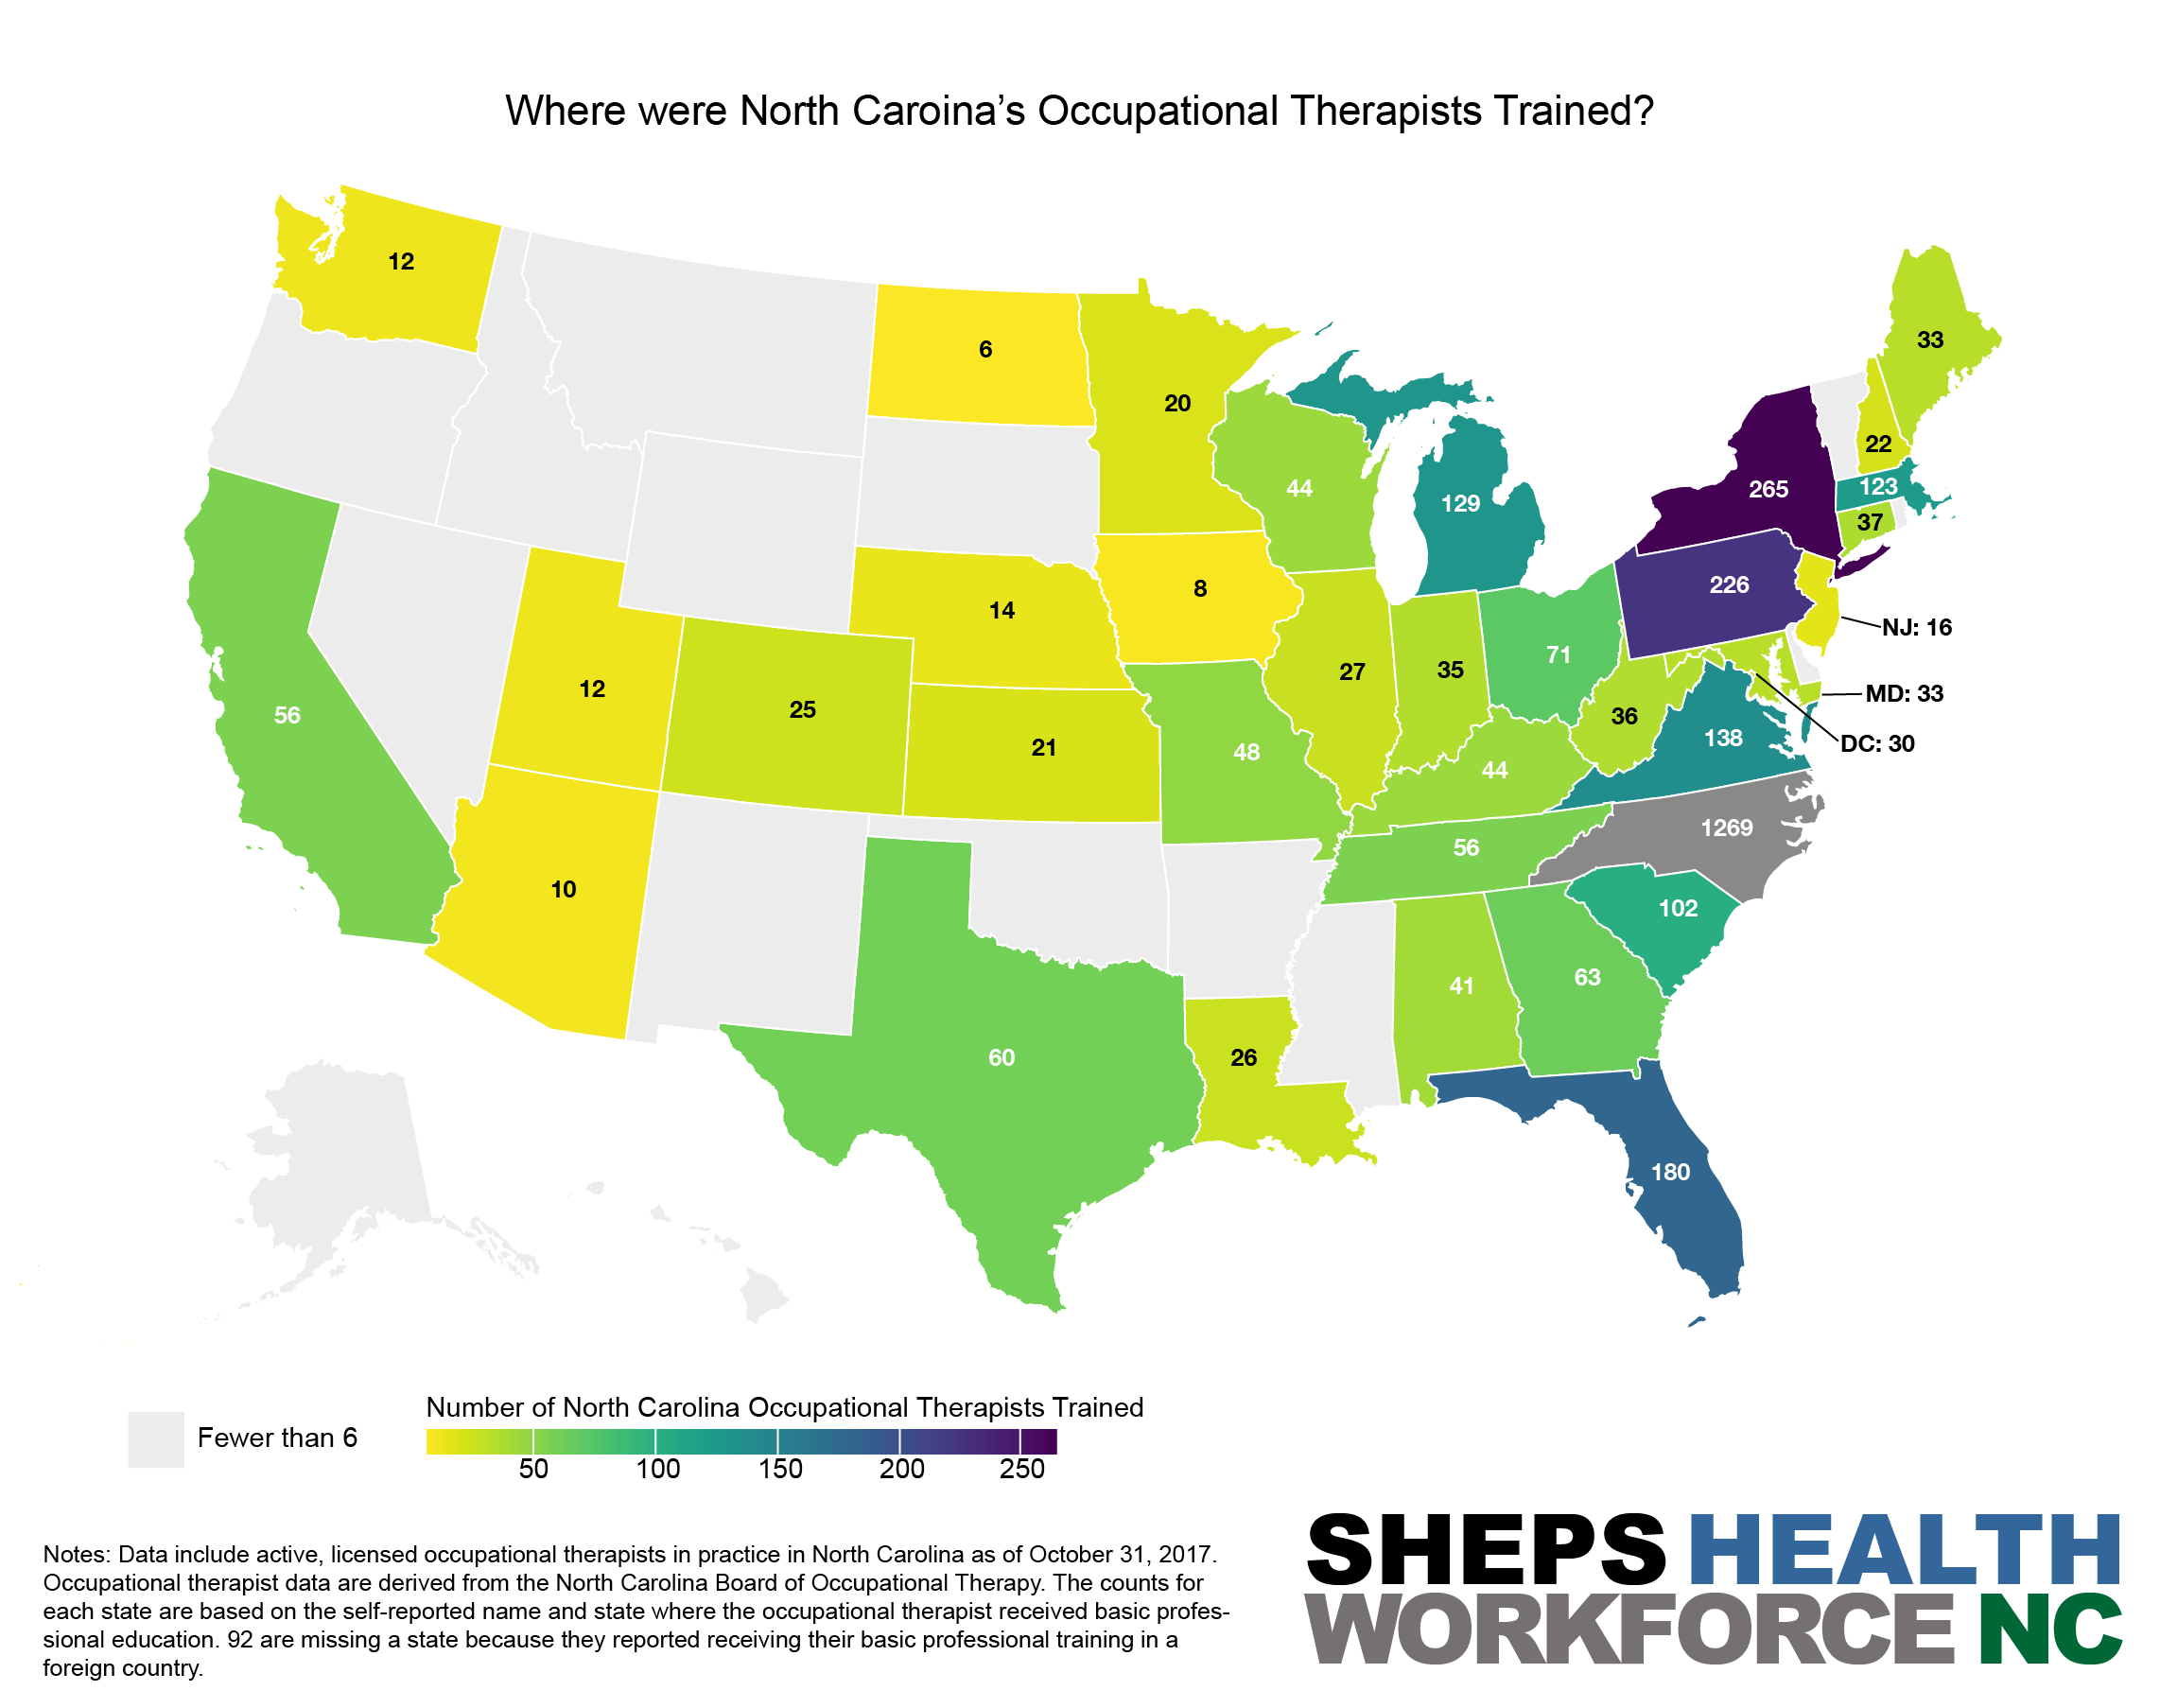 Where were North Caroina’s Occupational Therapists Trained?
12
6
20
33
22
44
265
123
129
37
8
226
14
NJ: 16
71
27
35
12
MD: 33
25
56
36
138
DC: 30
21
48
44
1269
56
10
102
63
41
60
26
180
Number of North Carolina Occupational Therapists Trained
Fewer than 6
50 100 150 200 250
Notes: Data include active, licensed occupational therapists in practice in North Carolina as of October 31, 2017.
Occupational therapist data are derived from the North Carolina Board of Occupational Therapy. The counts for
each state are based on the self-reported name and state where the occupational therapist received basic profes-
sional education. 92 are missing a state because they reported receiving their basic professional training in a
foreign country.
SHEPS HEALTH
WORKFORCE NC